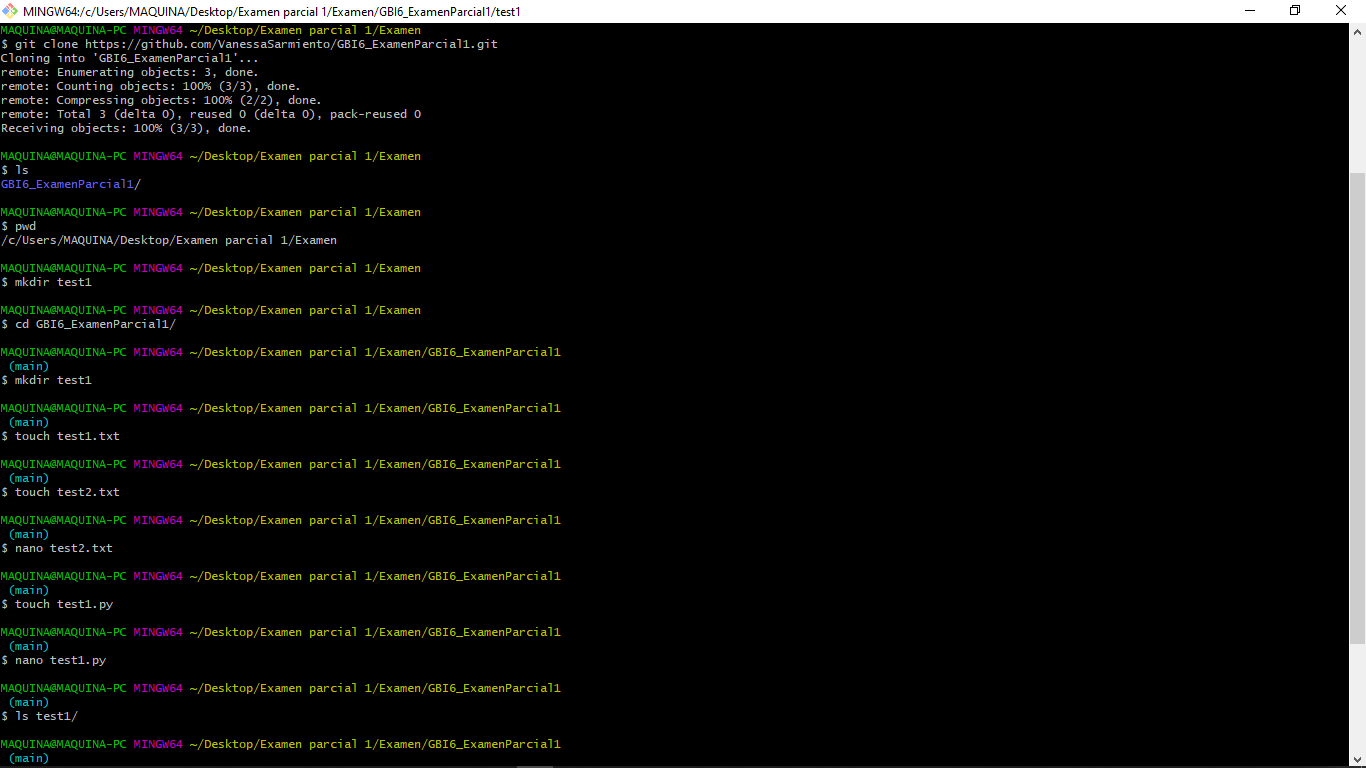 MINGW64:/c/Users/MAQUINA/Desktop/Examen parcial 1/Examen/GBI6_ExamenParcial1/test1
MAQUINA@MAQUINA-PC MINGW64 ~/Desktop/Examen parcial 1/Examen
$ git clone https://github.com/VanessaSarmiento/GBI6_ExamenParcial1.git
Cloning into 'GBI6_ExamenParcial1'...
remote: Enumerating objects: 3, done.
remote: Counting objects: 100% (3/3), done.
remote: Compressing objects: 100% (2/2), done.
remote: Total 3 (delta 0), reused 0 (delta 0), pack-reused 0
Receiving objects: 100% (3/3), done.
MAQUINA@MAQUINA-PC MINGW64 ~/Desktop/Examen parcial 1/Examen
$ ls
GBI6_ExamenParcial1/
MAQUINA@MAQUINA-PC MINGW64 ~/Desktop/Examen parcial 1/Examen
$ pwd
/c/Users/MAQUINA/Desktop/Examen parcial 1/Examen
MAQUINA@MAQUINA-PC MINGW64 ~/Desktop/Examen parcial 1/Examen
$ mkdir test1
MAQUINA@MAQUINA-PC MINGW64 ~/Desktop/Examen parcial 1/Examen
$ cd GBI6_ExamenParcial1/
MAQUINA@MAQUINA-PC MINGW64 ~/Desktop/Examen parcial 1/Examen/GBI6_ExamenParcial1
(main)
$ mkdir test1
MAQUINA@MAQUINA-PC MINGW64 ~/Desktop/Examen parcial 1/Examen/GBI6_ExamenParcial1
(main)
$ touch test1.txt
MAQUINA@MAQUINA-PC MINGW64 ~/Desktop/Examen parcial 1/Examen/GBI6_ExamenParcial1
(main)
$ touch test2.txt
MAQUINA@MAQUINA-PC MINGW64 ~/Desktop/Examen parcial 1/Examen/GBI6_ExamenParcial1
(main)
$ nano test2.txt
MAQUINA@MAQUINA-PC MINGW64 ~/Desktop/Examen parcial 1/Examen/GBI6_ExamenParcial1
(main)
$ touch test1.py
MAQUINA@MAQUINA-PC MINGW64 ~/Desktop/Examen parcial 1/Examen/GBI6_ExamenParcial1
(main)
$ nano test1.py
MAQUINA@MAQUINA-PC MINGW64 ~/Desktop/Examen parcial 1/Examen/GBI6_ExamenParcial1
(main)
$ ls test1/
MAQUINA@MAQUINA-PC MINGW64 ~/Desktop/Examen parcial 1/Examen/GBI6_ExamenParcial1
(main)